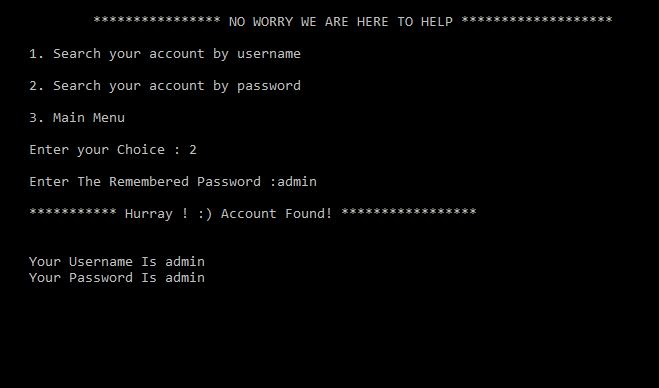 **************** NO WORRY WE ARE HERE TO HELP *******************
1. Search your account by username
2. Search your account by password
3. Main Menu
Enter your Choice : 2
Enter The Remembered Password :admin
*********** Hurray ! :) Account Found! *****************
Your Username Is admin
Your Password Is admin